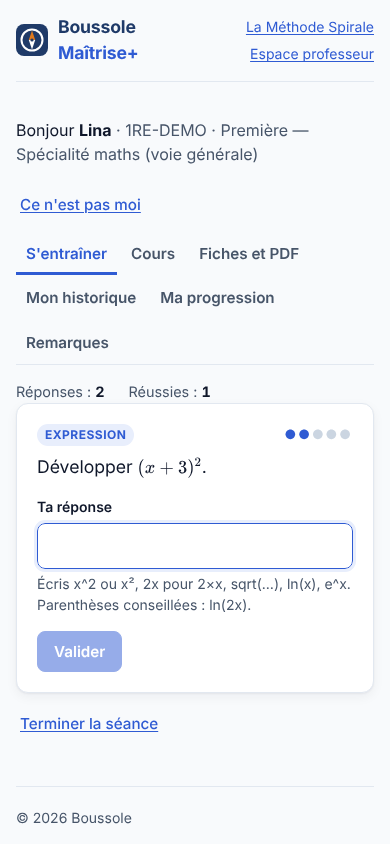 Boussole
Maîtrise+
La Méthode Spirale
Espace professeur
Bonjour Lina · 1RE-DEMO · Première —
Spécialité maths (voie générale)
Ce n'est pas moi
S'entraîner Cours Fiches et PDF
Mon historique Ma progression
Remarques
Réponses : 2 Réussies : 1
EXPRESSION
Développer (x + 3)².
Ta réponse
Écris x^2 ou x², 2x pour 2×x, sqrt(...), ln(x), e^x.
Parenthèses conseillées : ln(2x).
Valider
Terminer la séance
© 2026 Boussole